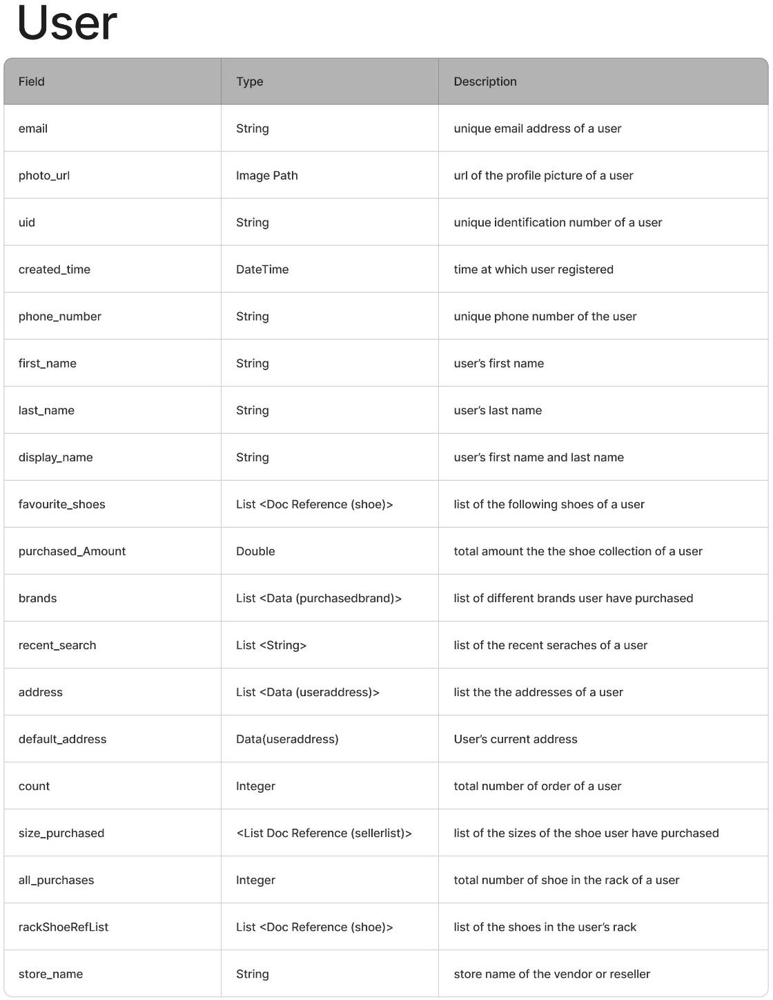 User
Field Type Description
email String unique email address of a user
photo_url Image Path url of the profile picture of a user
uid String unique identification number of a user
created_time DateTime time at which user registered
phone_number String unique phone number of the user
first_name String user’s first name
last_name String user’s last name
display_name String user’s first name and last name
favourite_shoes List <Doc Reference (shoe)> list of the following shoes of a user
purchased_Amount Double total amount the the shoe collection of a user
brands List <Data (purchasedbrand)> list of different brands user have purchased
recent_search List <String> list of the recent seraches of a user
address List <Data (useraddress)> list the the addresses of a user
default_address Data(useraddress) User’s current address
count Integer total number of order of a user
size_purchased <List Doc Reference (sellerlist)> list of the sizes of the shoe user have purchased
all_purchases Integer total number of shoe in the rack of a user
rackShoeRefList List <Doc Reference (shoe)> list of the shoes in the user’s rack
store_name String store name of the vendor or reseller